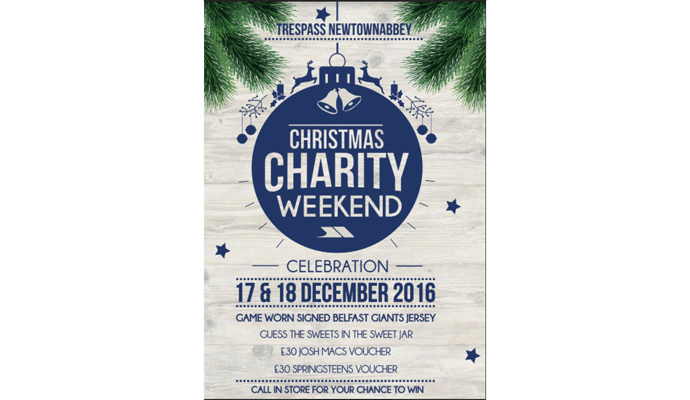 TRESPASS NEWTOWNABBEY
CHRISTMAS
CHARITY
WEEKEND
CELEBRATION
17 & 18 DECEMBER 2016
GAME WORN SIGNED BELFAST GIANTS JERSEY
GUESS THE SWEETS IN THE SWEET JAR
£30 JOSH MACS VOUCHER
£30 SPRINGSTEENS VOUCHER
CALL IN STORE FOR YOUR CHANCE TO WIN